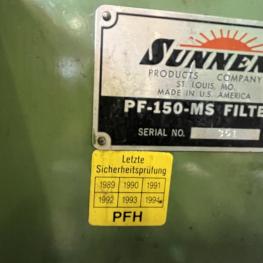 SUNNEN
PRODUCTS COMPANY
ST. LOUIS, MO.
MADE IN U.S. AMERICA
PF-150-MS FILTE
SERIAL NO.
Letzte
Sicherheitsprüfung
1989 1990 1991
1992 1993 1994
PFH